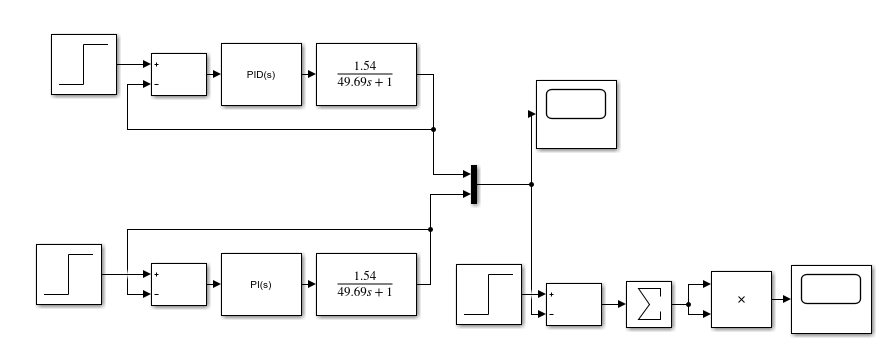 +
−
PID(s)
1.54
49.69s + 1
+
−
PI(s)
1.54
49.69s + 1
+
−
Σ
×